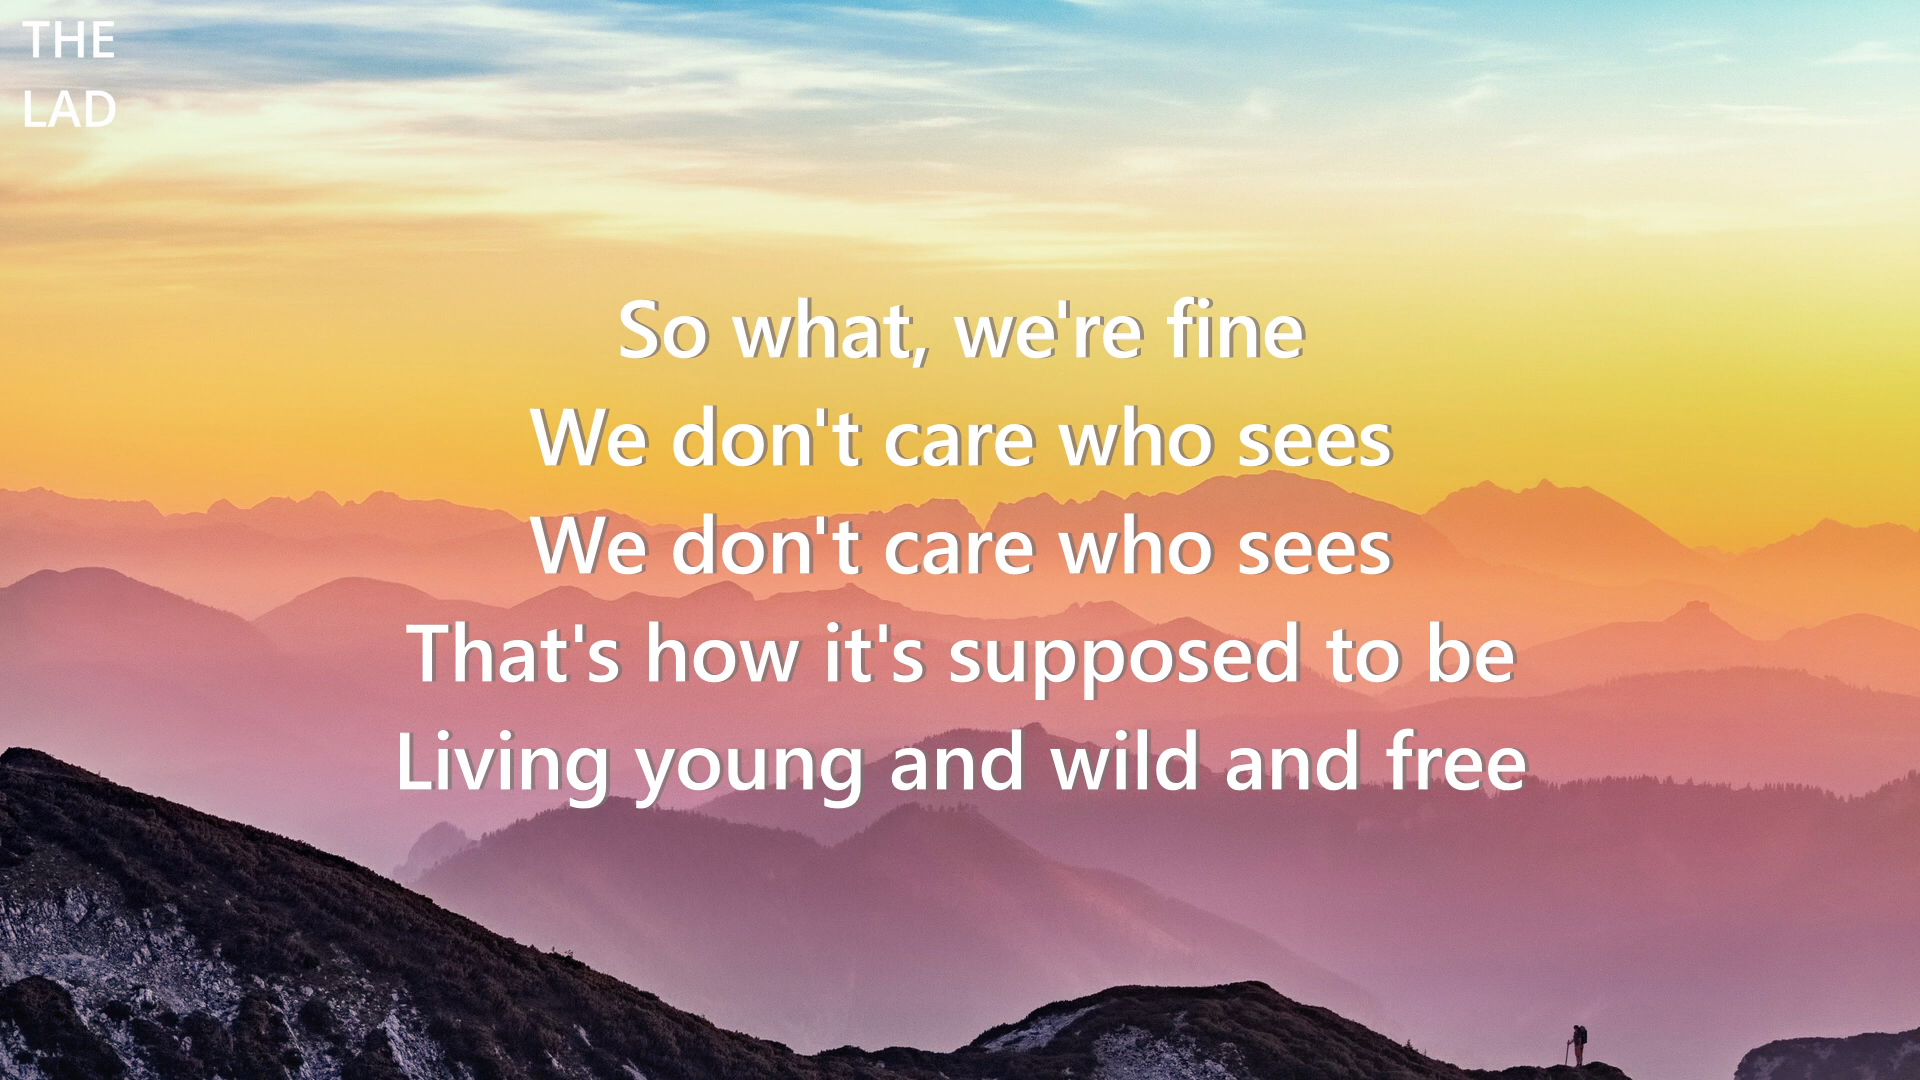 THE
LAD
So what, we're fine
We don't care who sees
We don't care who sees
That's how it's supposed to be
Living young and wild and free